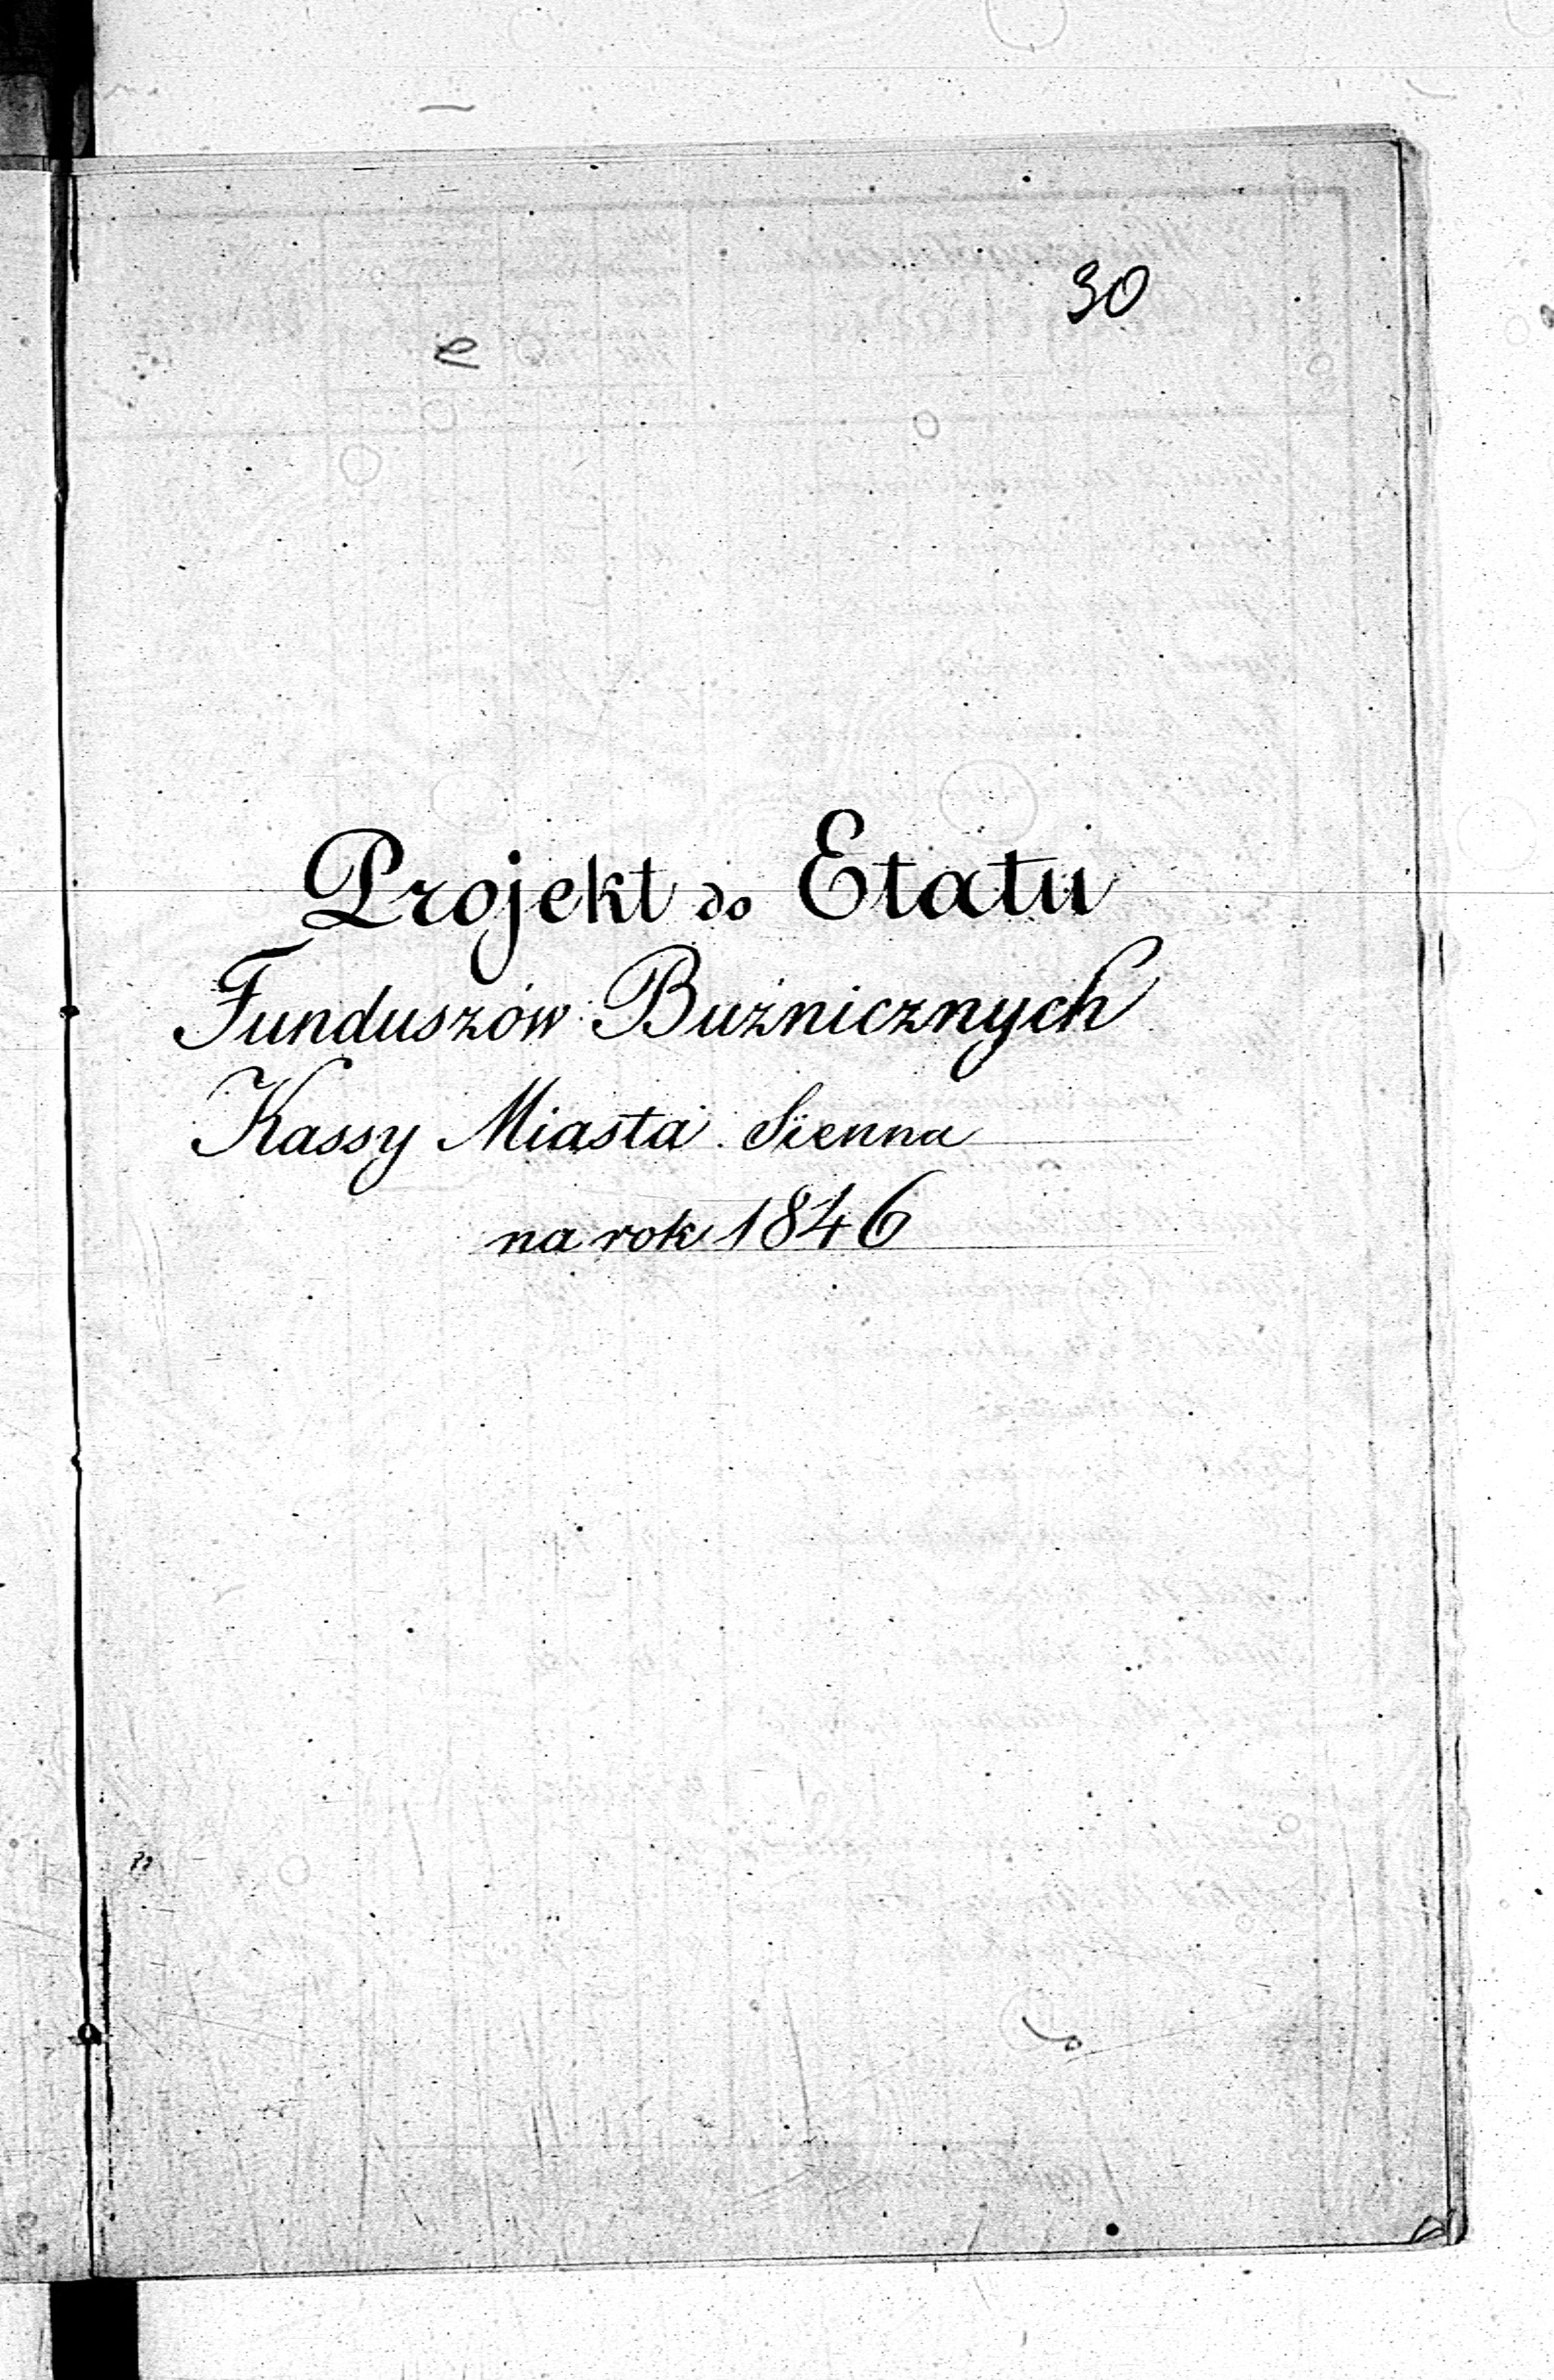 30
Projekt do Etatu
Funduszów Bużnicznych
Kassy Miasta Sienna
na rok 1846